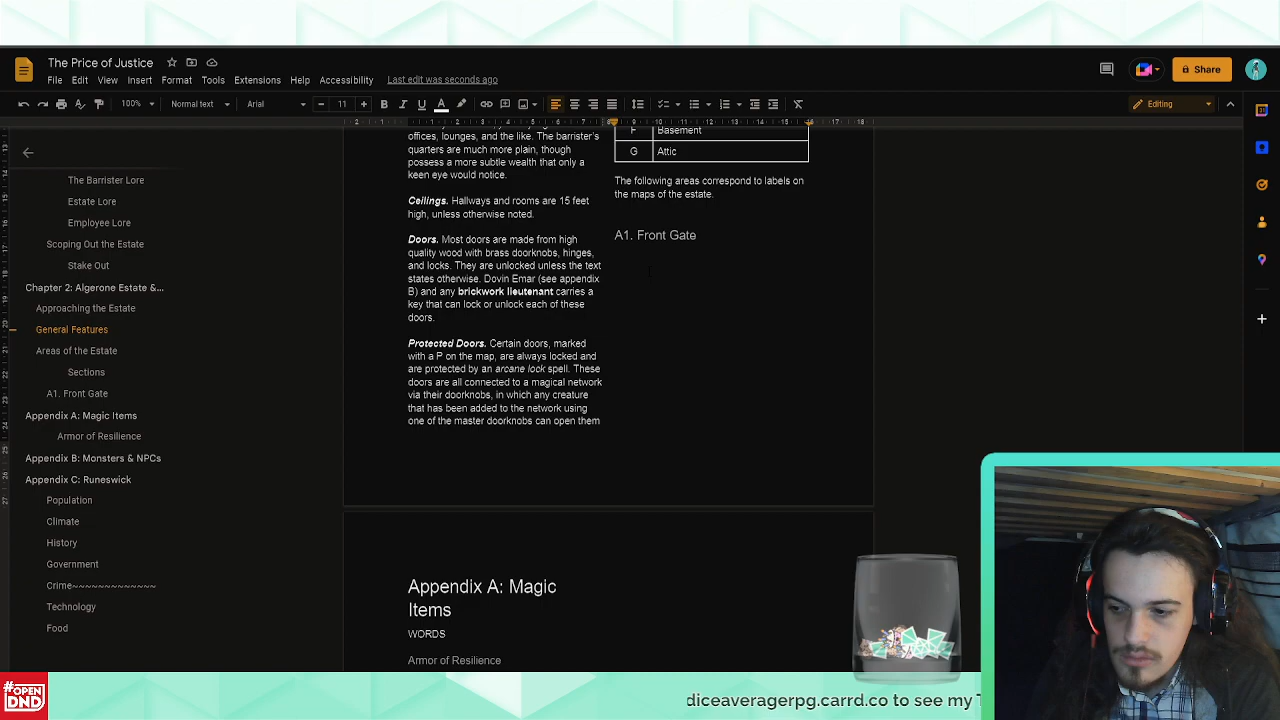 The Price of Justice
File Edit View Insert Format Tools Extensions Help Accessibility
Last edit was seconds ago
Share
100% Normal text Arial 11 Editing
The Barrister Lore
Estate Lore
Employee Lore
Scoping Out the Estate
Stake Out
Chapter 2: Algerone Estate &...
Approaching the Estate
General Features
Areas of the Estate
Sections
A1. Front Gate
Appendix A: Magic Items
Armor of Resilience
Appendix B: Monsters & NPCs
Appendix C: Runeswick
Population
Climate
History
Government
Crime~~~~~~~~~~~~~
Technology
Food
offices, lounges, and the like. The barrister's
quarters are much more plain, though
possess a more subtle wealth that only a
keen eye would notice.
Ceilings. Hallways and rooms are 15 feet
high, unless otherwise noted.
Doors. Most doors are made from high
quality wood with brass doorknobs, hinges,
and locks. They are unlocked unless the text
states otherwise. Dovin Emar (see appendix
B) and any brickwork lieutenant carries a
key that can lock or unlock each of these
doors.
Protected Doors. Certain doors, marked
with a P on the map, are always locked and
are protected by an arcane lock spell. These
doors are all connected to a magical network
via their doorknobs, in which any creature
that has been added to the network using
one of the master doorknobs can open them
F Basement
G Attic
The following areas correspond to labels on
the maps of the estate.
A1. Front Gate
Appendix A: Magic
Items
WORDS
Armor of Resilience
#OPEN
DND
diceaveragerpg.carrd.co to see my